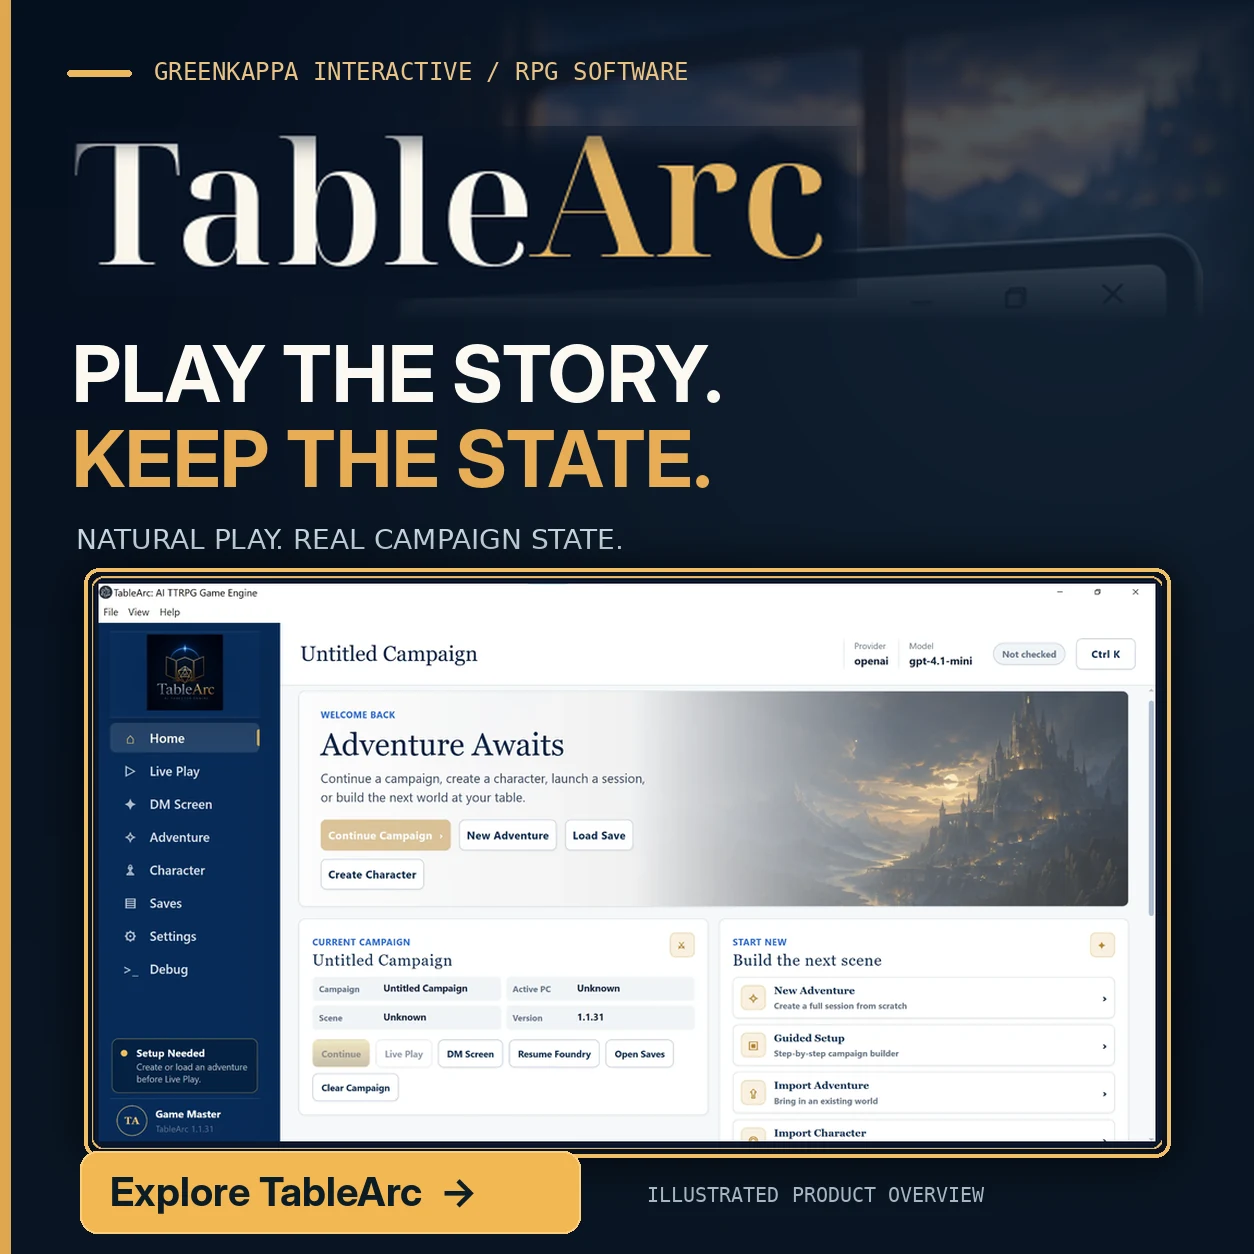 GREENKAPPA INTERACTIVE / RPG SOFTWARE
TableArc
PLAY THE STORY.
KEEP THE STATE.
NATURAL PLAY. REAL CAMPAIGN STATE.
TableArc: AI TTRPG Game Engine
File View Help
TableArc
Home
Live Play
DM Screen
Adventure
Character
Saves
Settings
>_ Debug
Setup Needed
Create or load an adventure
before Live Play.
TA
Game Master
TableArc 1.1.31
Untitled Campaign
Provider
openai
Model
gpt-4.1-mini
Not checked
Ctrl K
WELCOME BACK
Adventure Awaits
Continue a campaign, create a character, launch a session,
or build the next world at your table.
Continue Campaign ›
New Adventure
Load Save
Create Character
CURRENT CAMPAIGN
Untitled Campaign
Campaign Untitled Campaign
Active PC Unknown
Scene Unknown
Version 1.1.31
Continue
Live Play
DM Screen
Resume Foundry
Open Saves
Clear Campaign
START NEW
Build the next scene
New Adventure
Create a full session from scratch
Guided Setup
Step-by-step campaign builder
Import Adventure
Bring in an existing world
Import Character
Explore TableArc →
ILLUSTRATED PRODUCT OVERVIEW